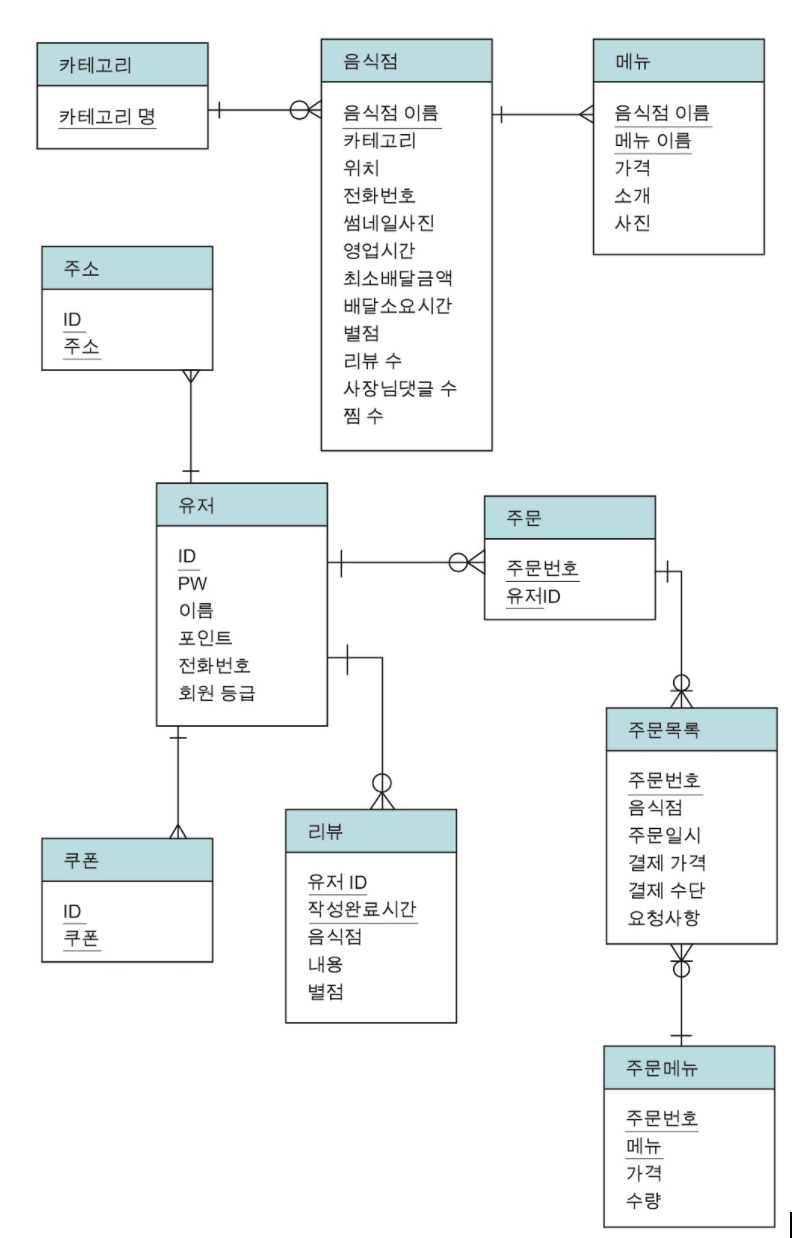 카테고리
카테고리 명
음식점
음식점 이름
카테고리
위치
전화번호
썸네일사진
영업시간
최소배달금액
배달소요시간
별점
리뷰 수
사장님댓글 수
찜 수
메뉴
음식점 이름
메뉴 이름
가격
소개
사진
주소
ID
주소
유저
ID
PW
이름
포인트
전화번호
회원 등급
주문
주문번호
유저ID
주문목록
주문번호
음식점
주문일시
결제 가격
결제 수단
요청사항
쿠폰
ID
쿠폰
리뷰
유저 ID
작성완료시간
음식점
내용
별점
주문메뉴
주문번호
메뉴
가격
수량